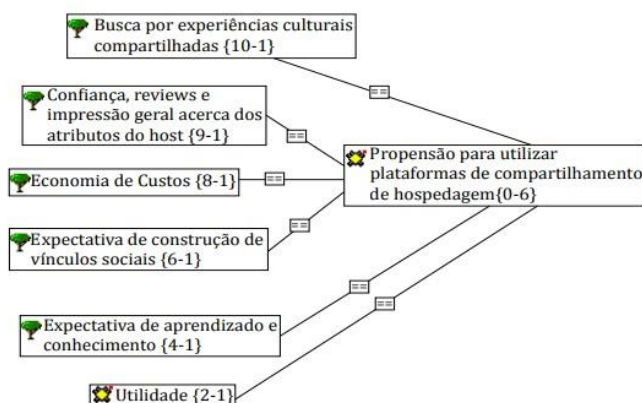 Busca por experiências culturais
compartilhadas {10-1}
==
Confiança, reviews e
impressão geral acerca dos
atributos do host {9-1}
==
Propensão para utilizar
plataformas de compartilhamento
de hospedagem{0-6}
Economia de Custos {8-1}
==
Expectativa de construção de
vínculos sociais {6-1}
==
Expectativa de aprendizado e
conhecimento {4-1}
==
==
Utilidade {2-1}